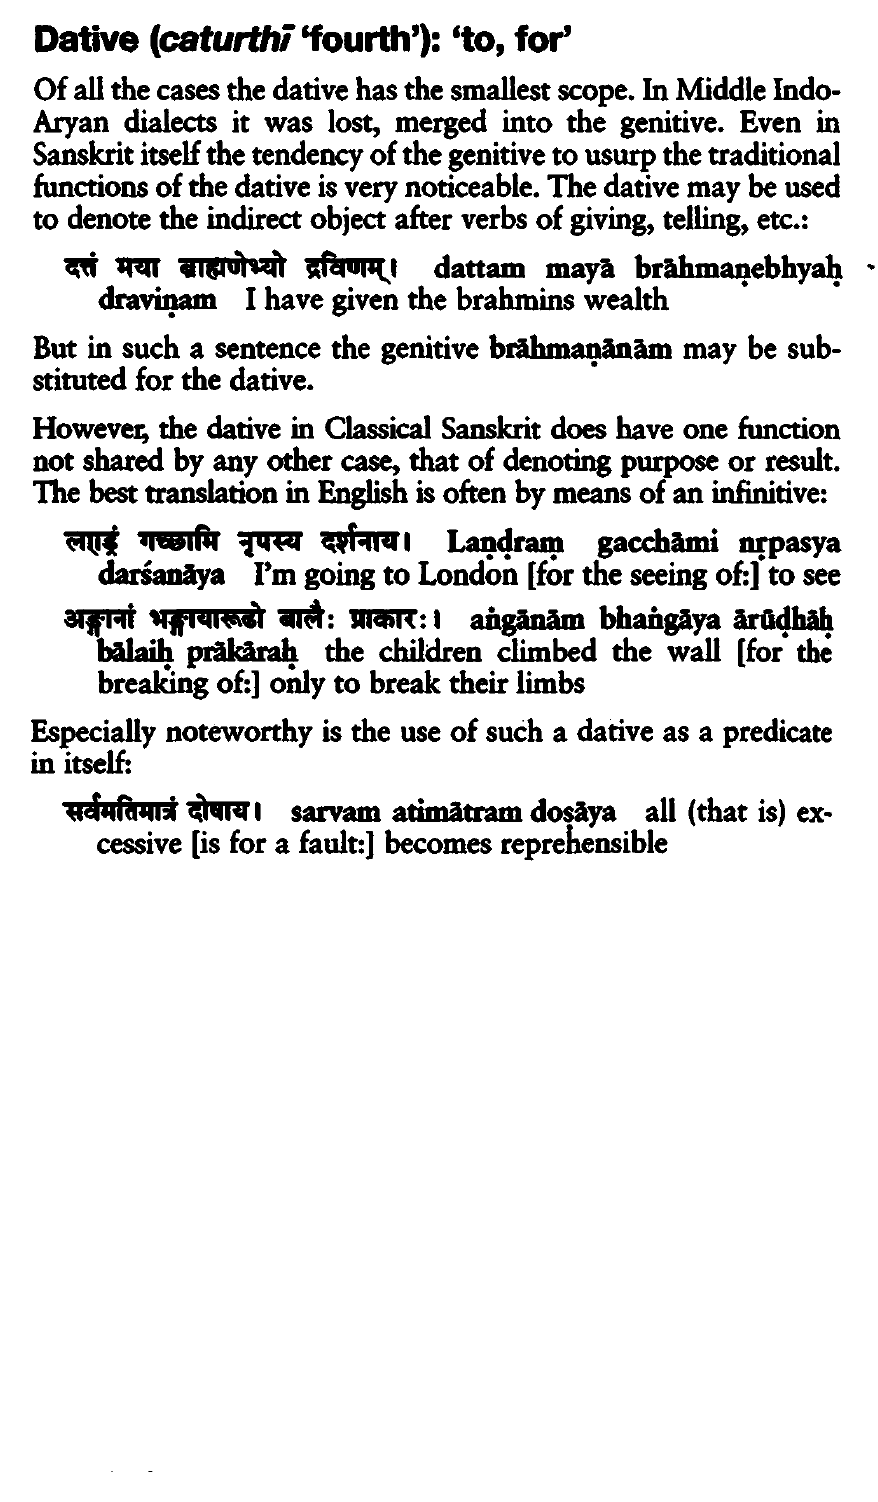 Dative (caturthī ‘fourth’): ‘to, for’
Of all the cases the dative has the smallest scope. In Middle Indo-
Aryan dialects it was lost, merged into the genitive. Even in
Sanskrit itself the tendency of the genitive to usurp the traditional
functions of the dative is very noticeable. The dative may be used
to denote the indirect object after verbs of giving, telling, etc.:
दत्तं मया ब्राह्मणेभ्यो द्रविणम्। dattam mayā brāhmaṇebhyaḥ
draviṇam I have given the brahmins wealth
But in such a sentence the genitive brāhmaṇānām may be sub-
stituted for the dative.
However, the dative in Classical Sanskrit does have one function
not shared by any other case, that of denoting purpose or result.
The best translation in English is often by means of an infinitive:
लण्ड्रं गच्छामि नृपस्य दर्शनाय। Laṇḍraṃ gacchāmi nṛpasya
darśanāya I’m going to London [for the seeing of:] to see
अङ्गानां भङ्गायारूढो बालैः प्राकारः। aṅgānām bhaṅgāya ārūḍhāḥ
bālaiḥ prākāraḥ the children climbed the wall [for the
breaking of:] only to break their limbs
Especially noteworthy is the use of such a dative as a predicate
in itself:
सर्वमतिमात्रं दोषाय। sarvam atimātram doṣāya all (that is) ex-
cessive [is for a fault:] becomes reprehensible